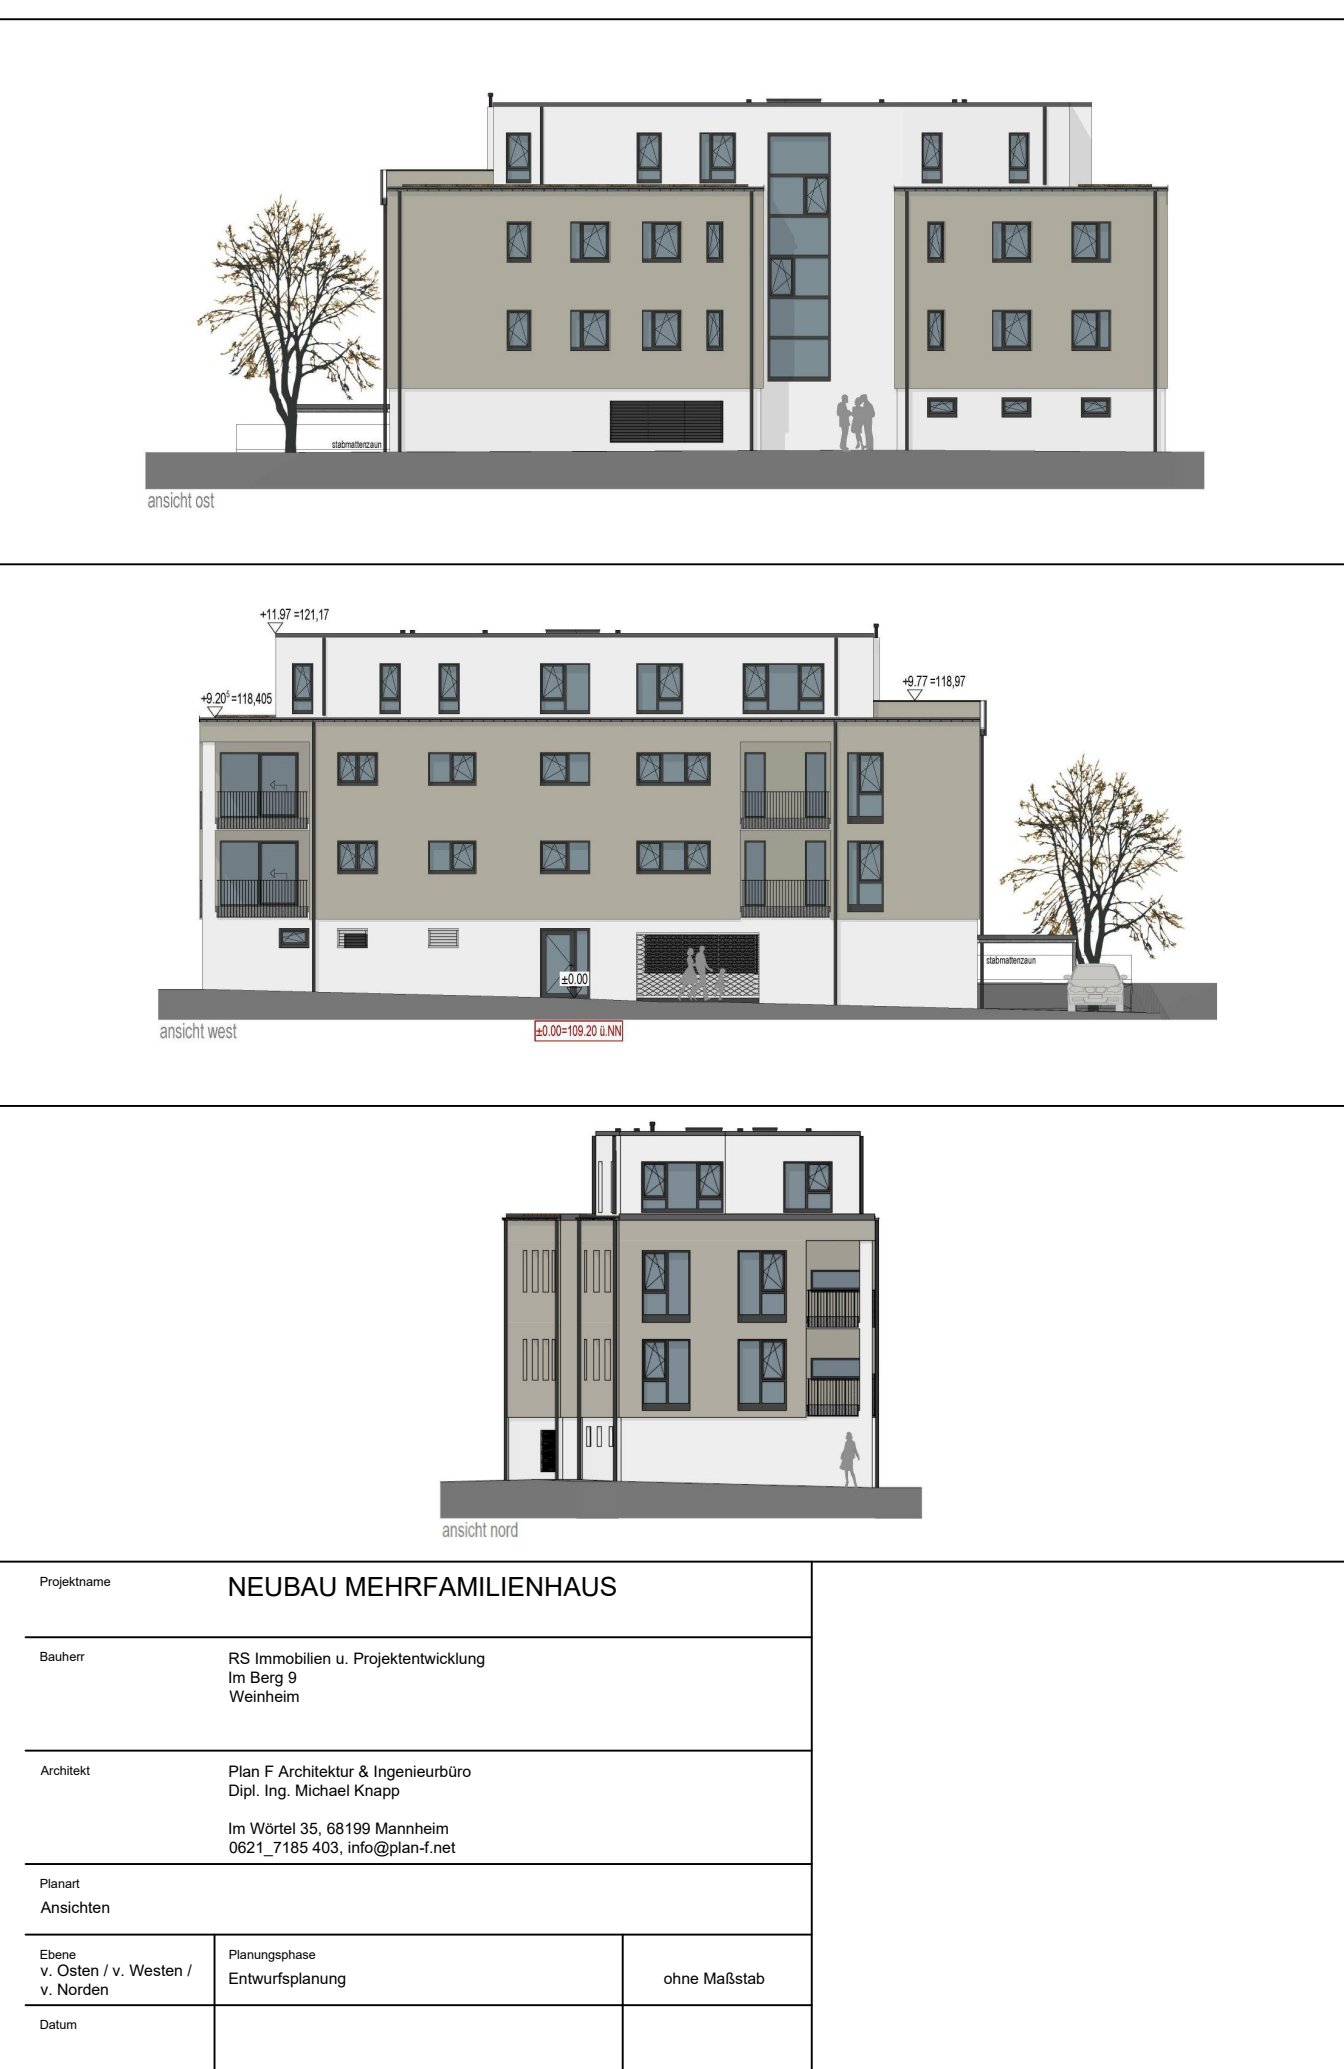 stabmattenzaun
ansicht ost
+11.97 =121,17
+9.20⁵ =118,405
+9.77 =118,97
stabmattenzaun
±0.00
ansicht west
±0.00=109.20 ü.NN
ansicht nord
Projektname
NEUBAU MEHRFAMILIENHAUS
Bauherr
RS Immobilien u. Projektentwicklung
Im Berg 9
Weinheim
Architekt
Plan F Architektur & Ingenieurbüro
Dipl. Ing. Michael Knapp
Im Wörtel 35, 68199 Mannheim
0621_7185 403, info@plan-f.net
Planart
Ansichten
Ebene
v. Osten / v. Westen /
v. Norden
Planungsphase
Entwurfsplanung
ohne Maßstab
Datum